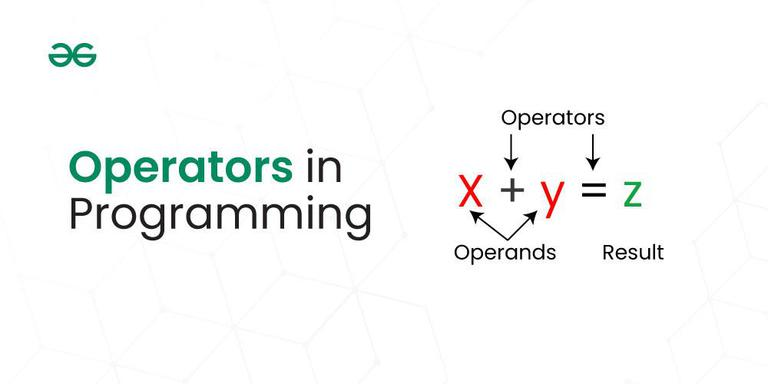 Operators in
Programming
Operators
x + y = z
Operands
Result